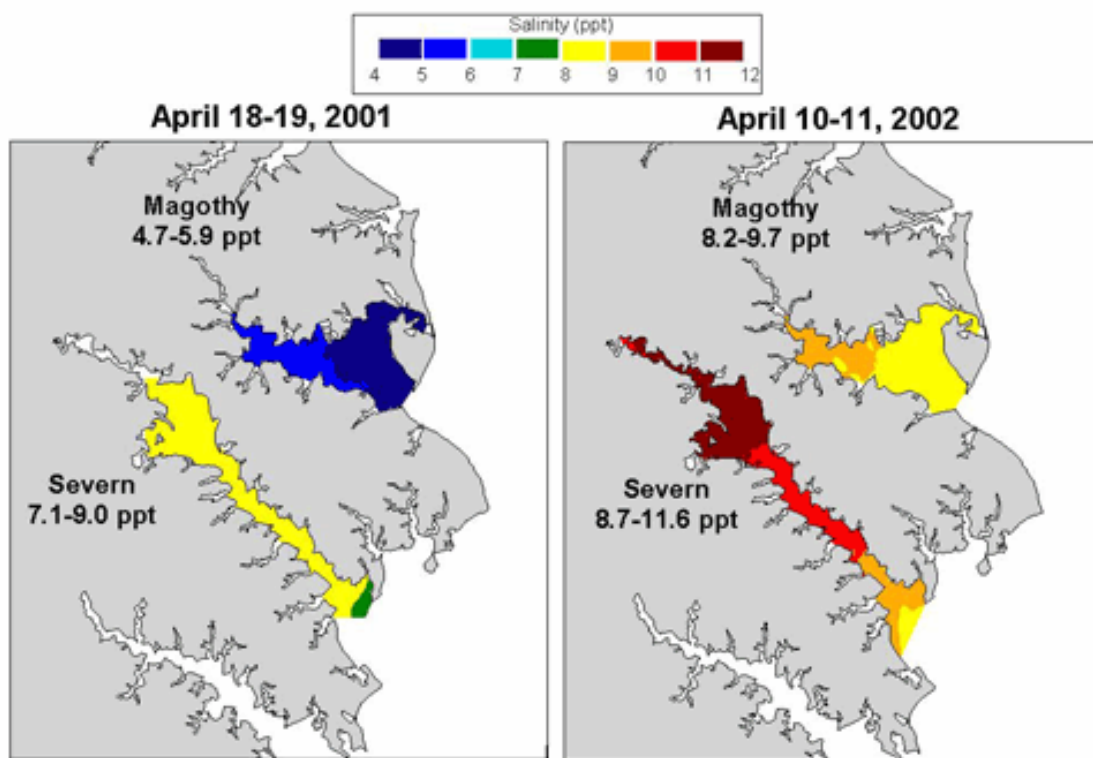 Salinity (ppt)
4 5 6 7 8 9 10 11 12
April 18-19, 2001
April 10-11, 2002
Magothy
4.7-5.9 ppt
Severn
7.1-9.0 ppt
Magothy
8.2-9.7 ppt
Severn
8.7-11.6 ppt